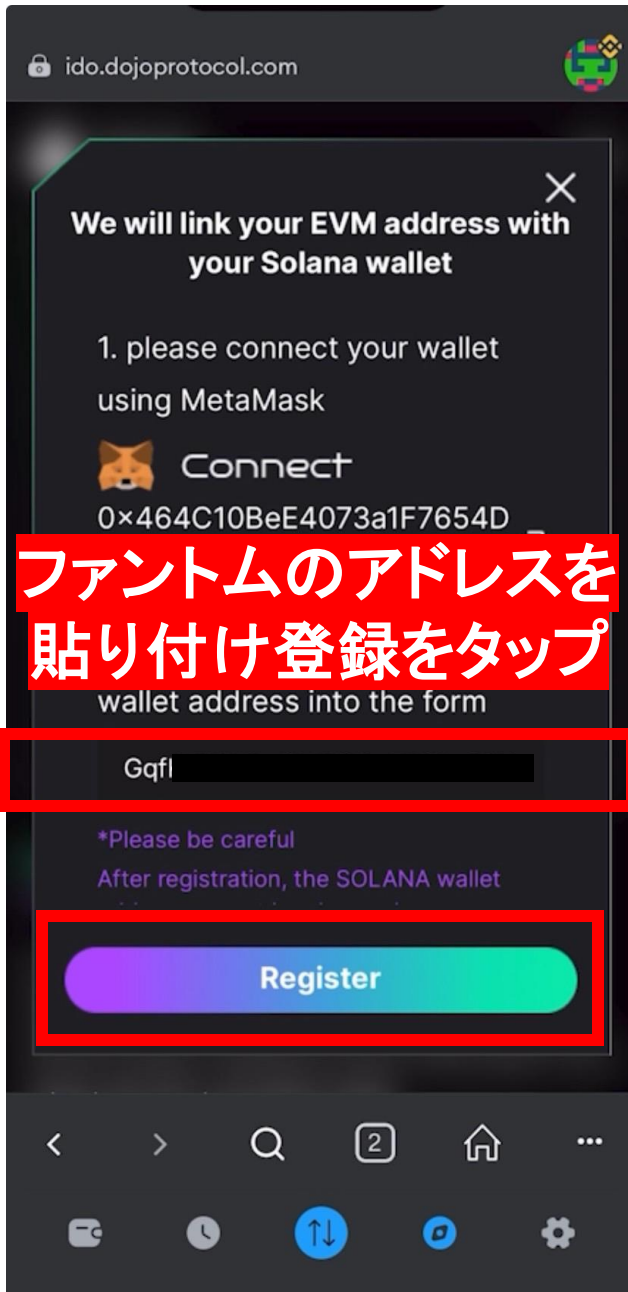 ido.dojoprotocol.com
We will link your EVM address with
your Solana wallet
1. please connect your wallet
using MetaMask
Connect
0×464C10BeE4073a1F7654D
ファントムのアドレスを
貼り付け登録をタップ
wallet address into the form
Gqf
*Please be careful
After registration, the SOLANA wallet
Register
2